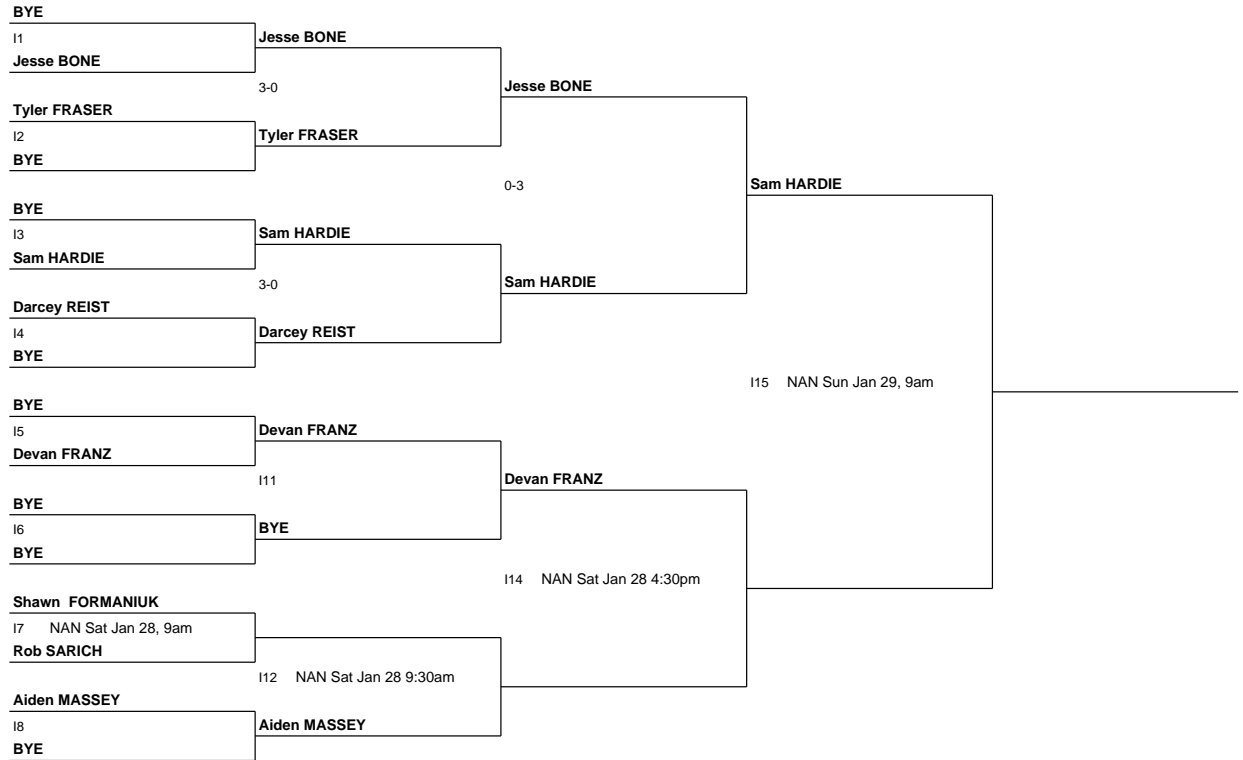 BYE
I1
Jesse BONE
Jesse BONE
3-0
Jesse BONE
Tyler FRASER
I2
Tyler FRASER
BYE
0-3
Sam HARDIE
BYE
I3
Sam HARDIE
Sam HARDIE
3-0
Sam HARDIE
Darcey REIST
I4
Darcey REIST
BYE
I15 NAN Sun Jan 29, 9am
BYE
I5
Devan FRANZ
Devan FRANZ
I11
Devan FRANZ
BYE
I6
BYE
BYE
I14 NAN Sat Jan 28 4:30pm
Shawn FORMANIUK
I7 NAN Sat Jan 28, 9am
Rob SARICH
I12 NAN Sat Jan 28 9:30am
Aiden MASSEY
I8
Aiden MASSEY
BYE